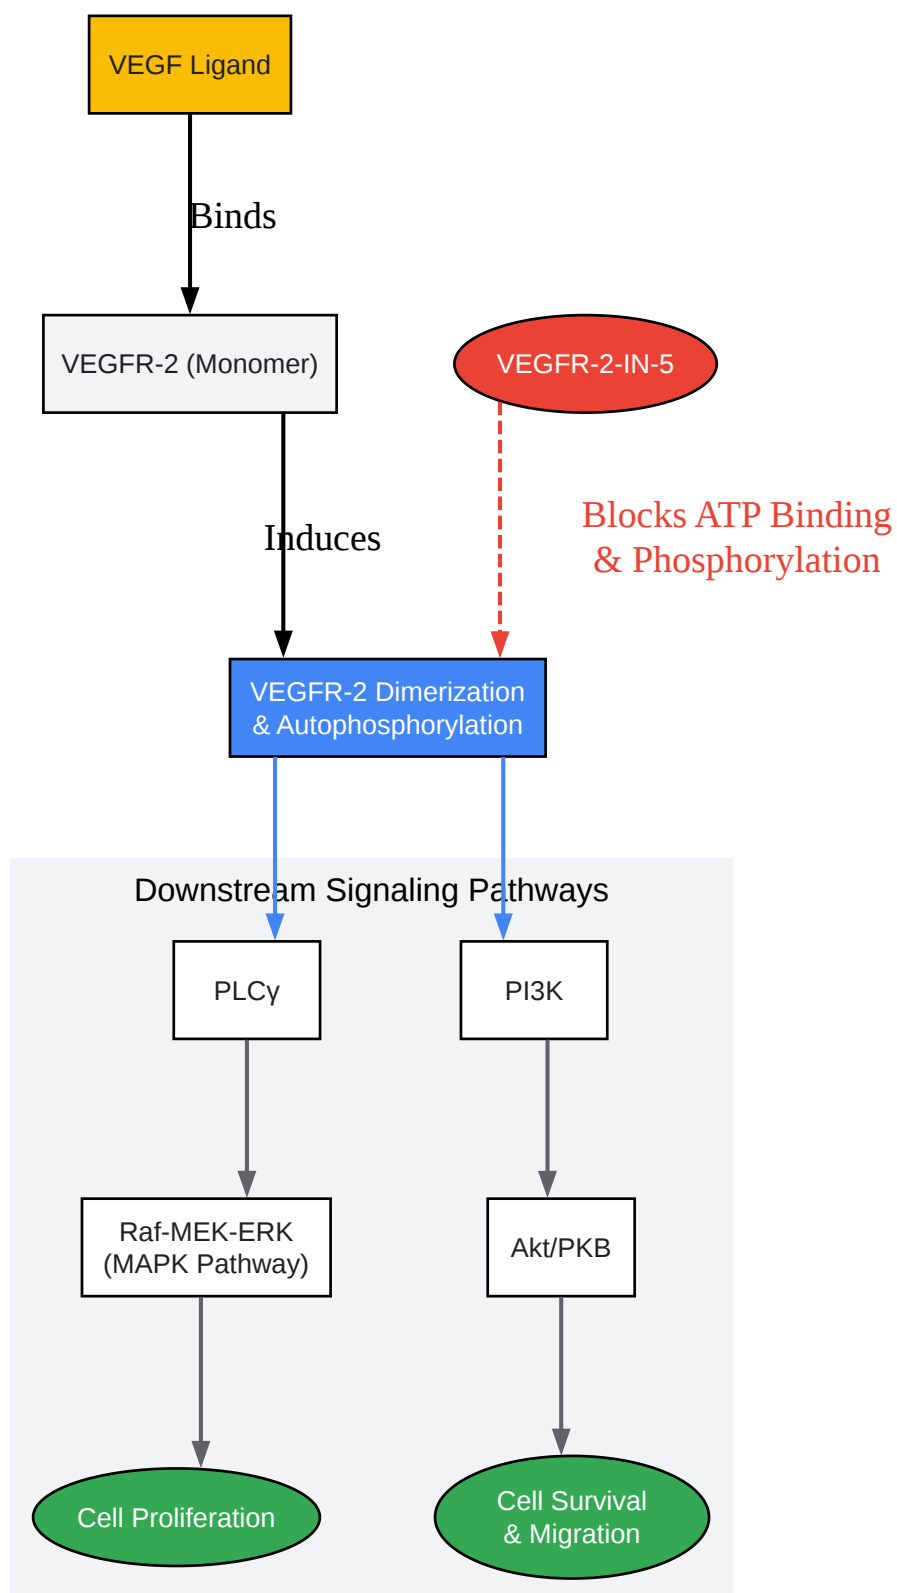 VEGF Ligand
Binds
VEGFR-2 (Monomer)
VEGFR-2-IN-5
Induces
Blocks ATP Binding
& Phosphorylation
VEGFR-2 Dimerization
& Autophosphorylation
Downstream Signaling Pathways
PLCγ
PI3K
Raf-MEK-ERK
(MAPK Pathway)
Akt/PKB
Cell Proliferation
Cell Survival
& Migration